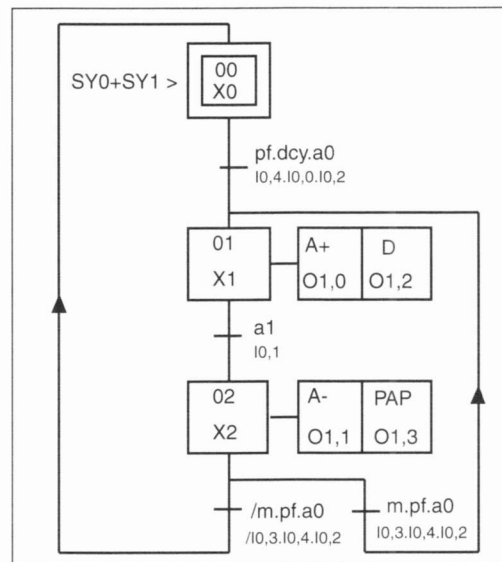 SY0+SY1 >
00
X0
pf.dcy.a0
I0,4.I0,0.I0,2
01
X1
A+
D
O1,0
O1,2
a1
I0,1
02
X2
A-
PAP
O1,1
O1,3
/m.pf.a0
/I0,3.I0,4.I0,2
m.pf.a0
I0,3.I0,4.I0,2